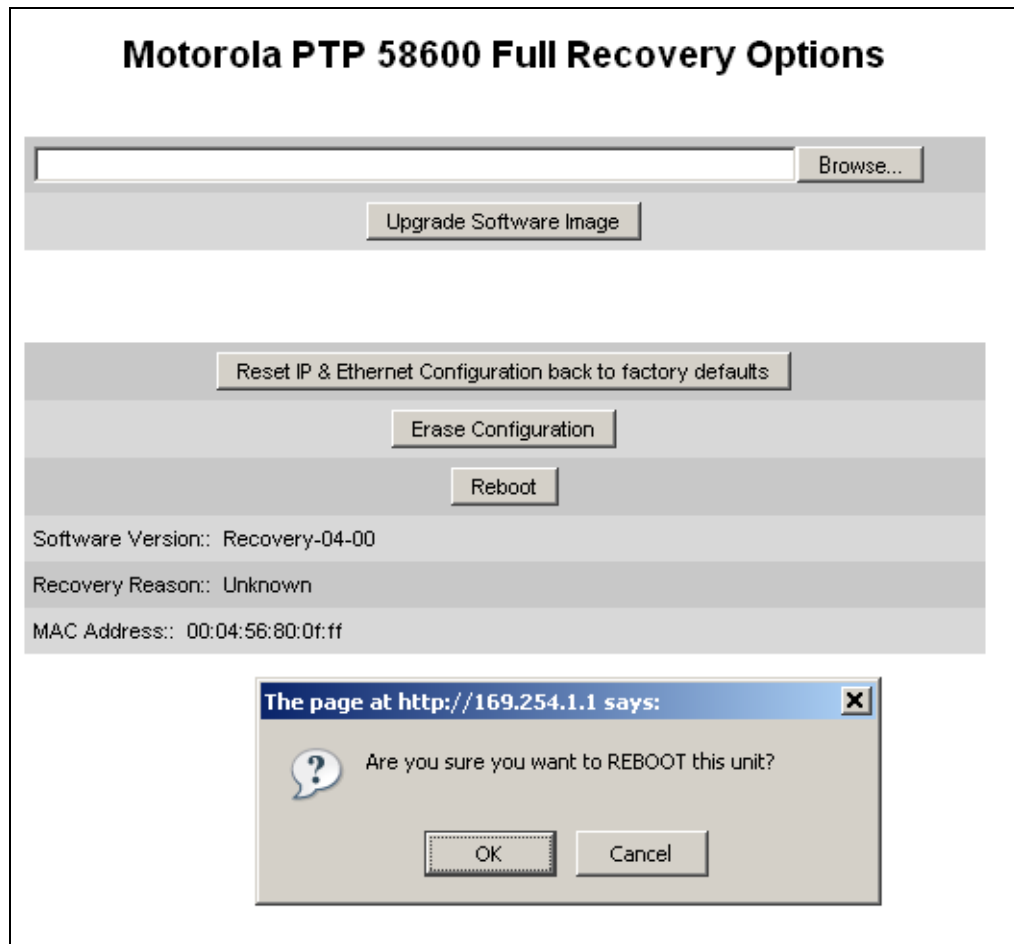 Motorola PTP 58600 Full Recovery Options
Browse...
Upgrade Software Image
Reset IP & Ethernet Configuration back to factory defaults
Erase Configuration
Reboot
Software Version:: Recovery-04-00
Recovery Reason:: Unknown
MAC Address:: 00:04:56:80:0f:ff
The page at http://169.254.1.1 says:
Are you sure you want to REBOOT this unit?
OK Cancel